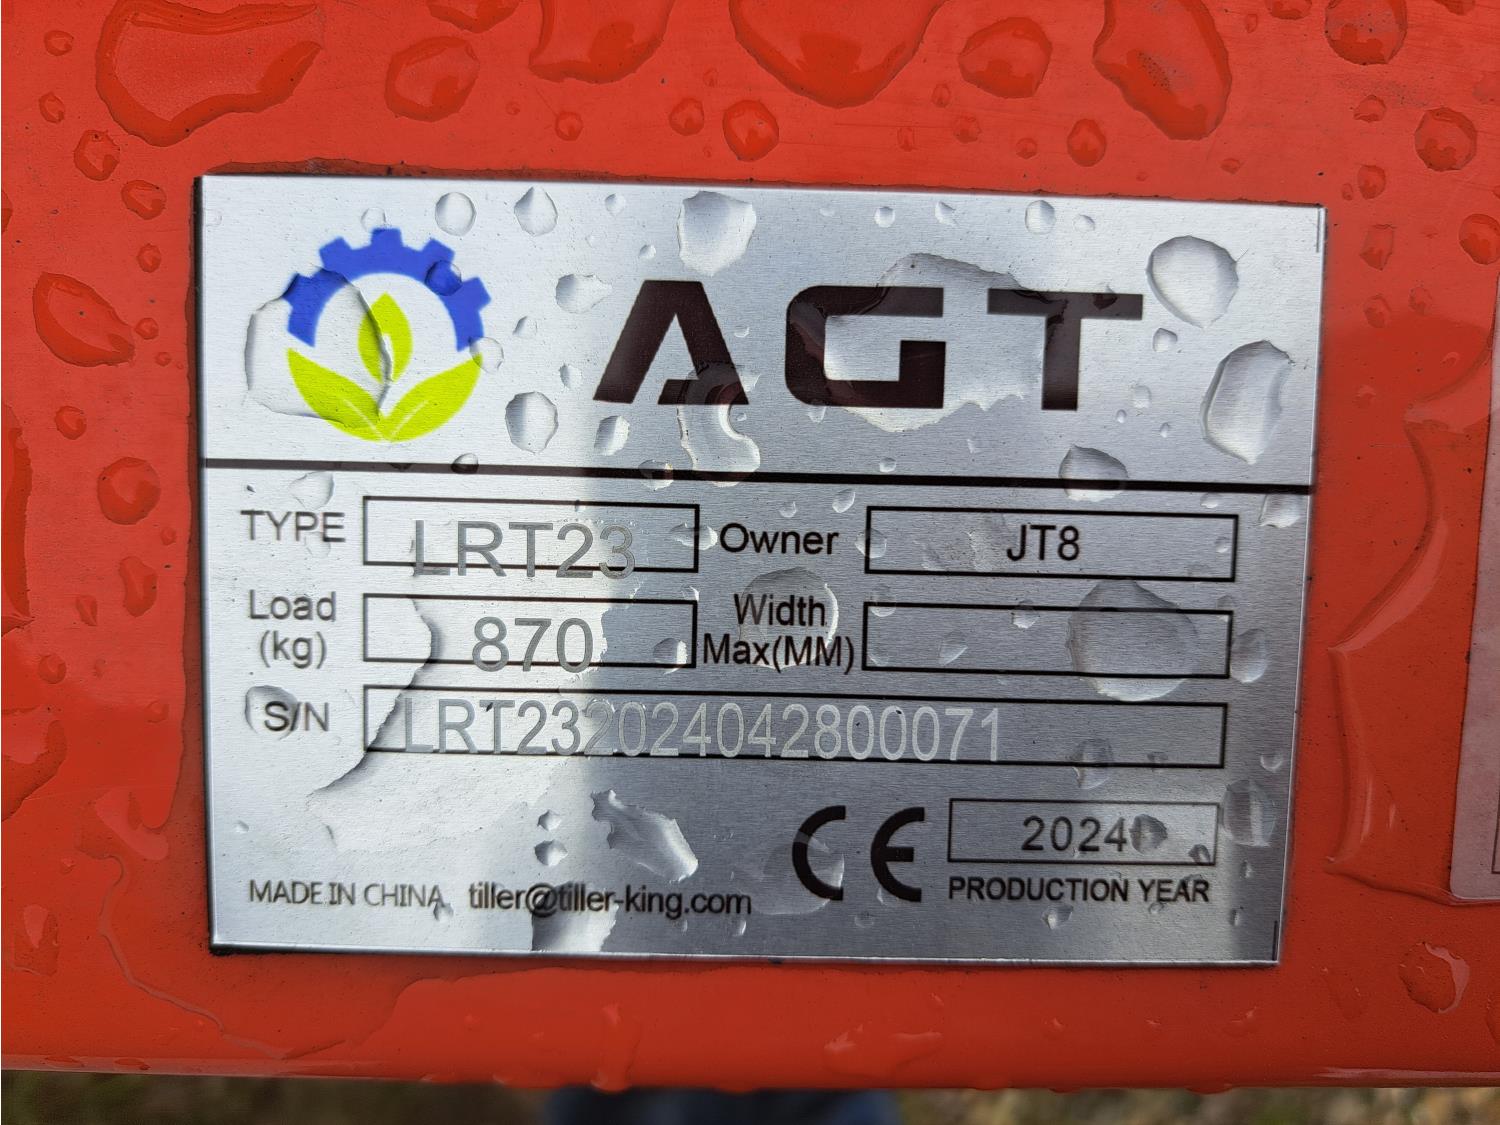 AGT
TYPE LRT23 Owner JT8
Load (kg) 870 Width Max(MM)
S/N LRT232024042800071
CE 2024
MADE IN CHINA tiller@tiller-king.com PRODUCTION YEAR